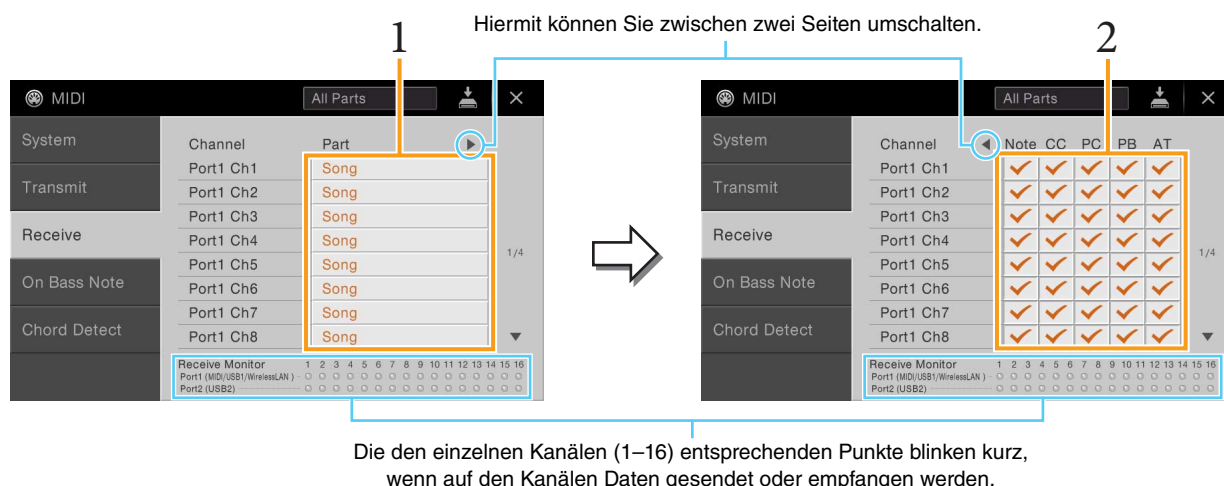 Hiermit können Sie zwischen zwei Seiten umschalten.
1
2
MIDI
All Parts
System
Transmit
Receive
On Bass Note
Chord Detect
Channel Part
Port1 Ch1 Song
Port1 Ch2 Song
Port1 Ch3 Song
Port1 Ch4 Song
Port1 Ch5 Song
Port1 Ch6 Song
Port1 Ch7 Song
Port1 Ch8 Song
1/4
Receive Monitor 1 2 3 4 5 6 7 8 9 10 11 12 13 14 15 16
Port1 (MIDI/USB1/WirelessLAN )
Port2 (USB2)
MIDI
All Parts
System
Transmit
Receive
On Bass Note
Chord Detect
Channel Note CC PC PB AT
Port1 Ch1
Port1 Ch2
Port1 Ch3
Port1 Ch4
Port1 Ch5
Port1 Ch6
Port1 Ch7
Port1 Ch8
1/4
Receive Monitor 1 2 3 4 5 6 7 8 9 10 11 12 13 14 15 16
Port1 (MIDI/USB1/WirelessLAN )
Port2 (USB2)
Die den einzelnen Kanälen (1–16) entsprechenden Punkte blinken kurz,
wenn auf den Kanälen Daten gesendet oder empfangen werden.